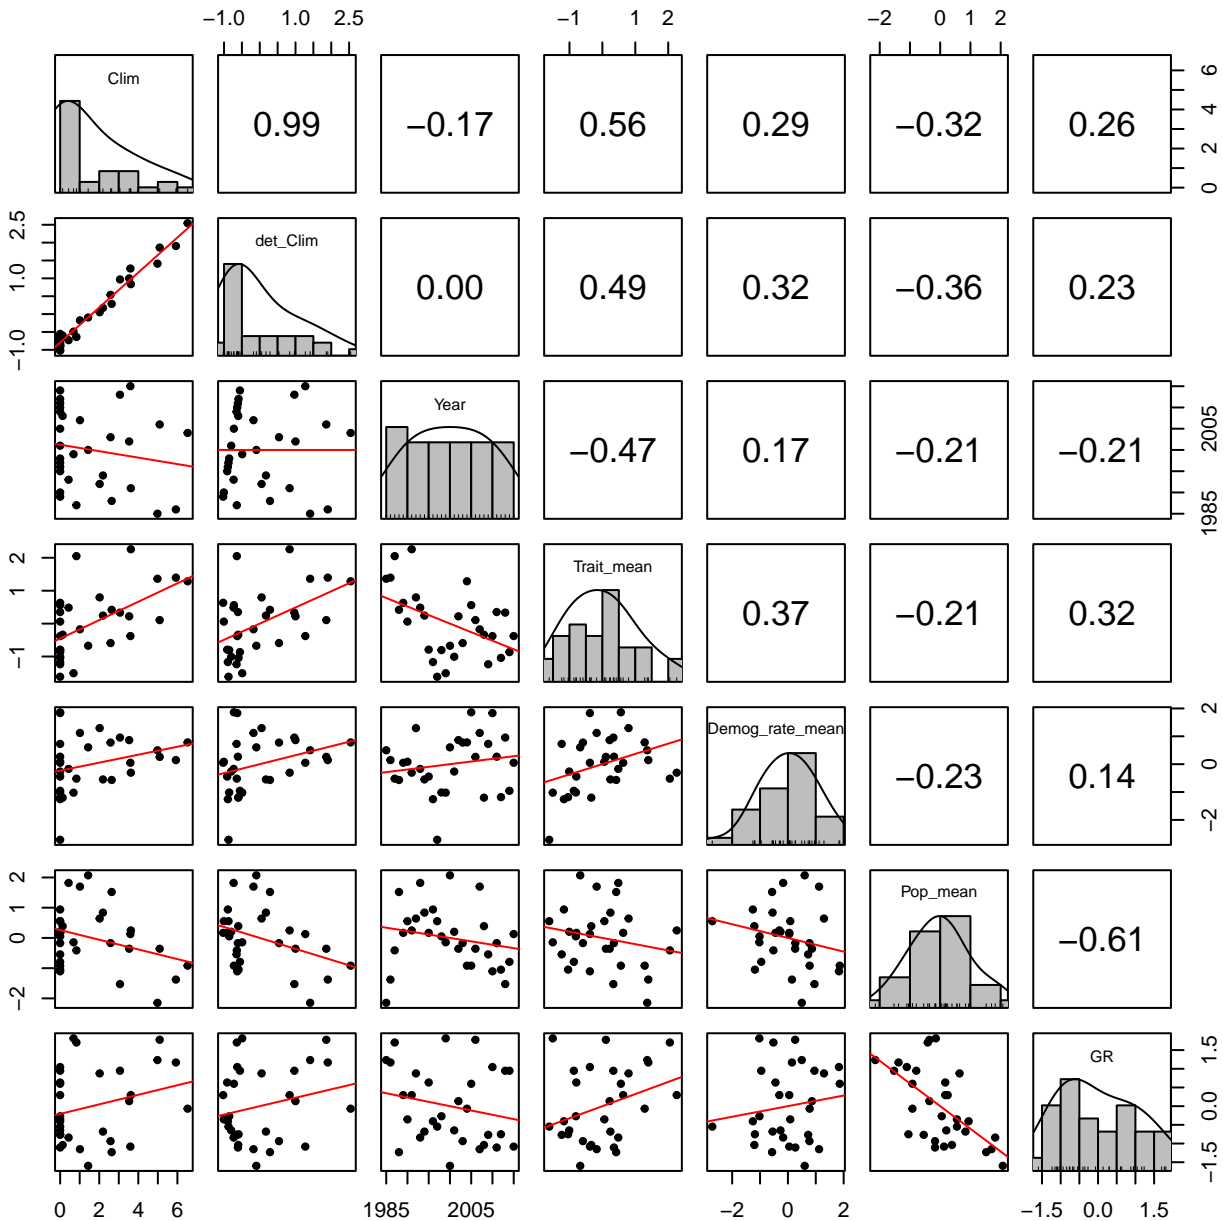 −1.0 1.0 2.5 −1 1 2 −2 0 2
Clim 0.99 −0.17 0.56 0.29 −0.32 0.26 0 2 4 6
−1.0 1.0 2.5 det_Clim 0.00 0.49 0.32 −0.36 0.23
Year −0.47 0.17 −0.21 −0.21 1985 2005
−1 1 2 Trait_mean 0.37 −0.21 0.32
Demog_rate_mean −0.23 0.14 −2 0 2
−2 0 1 2 Pop_mean −0.61
GR −1.5 0.0 1.5
0 2 4 6 1985 2005 −2 0 2 −1.5 0.0 1.5